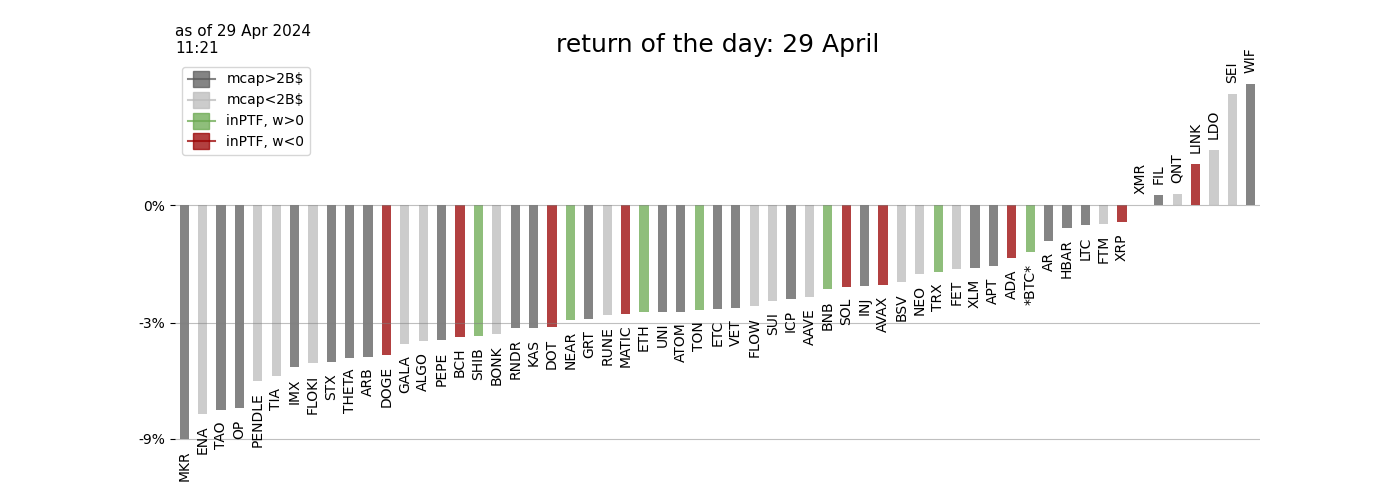 as of 29 Apr 2024
11:21
return of the day: 29 April
mcap>2B$
mcap<2B$
inPTF, w>0
inPTF, w<0
0%
-3%
-9%
MKR
ENA
TAO
OP
PENDLE
TIA
IMX
FLOKI
STX
THETA
ARB
DOGE
GALA
ALGO
PEPE
BCH
SHIB
BONK
RNDR
KAS
DOT
NEAR
GRT
RUNE
MATIC
ETH
UNI
ATOM
TON
ETC
VET
FLOW
SUI
ICP
AAVE
BNB
SOL
INJ
AVAX
BSV
NEO
TRX
FET
XLM
APT
ADA
*BTC*
AR
HBAR
LTC
FTM
XRP
XMR
FIL
QNT
LINK
LDO
SEI
WIF